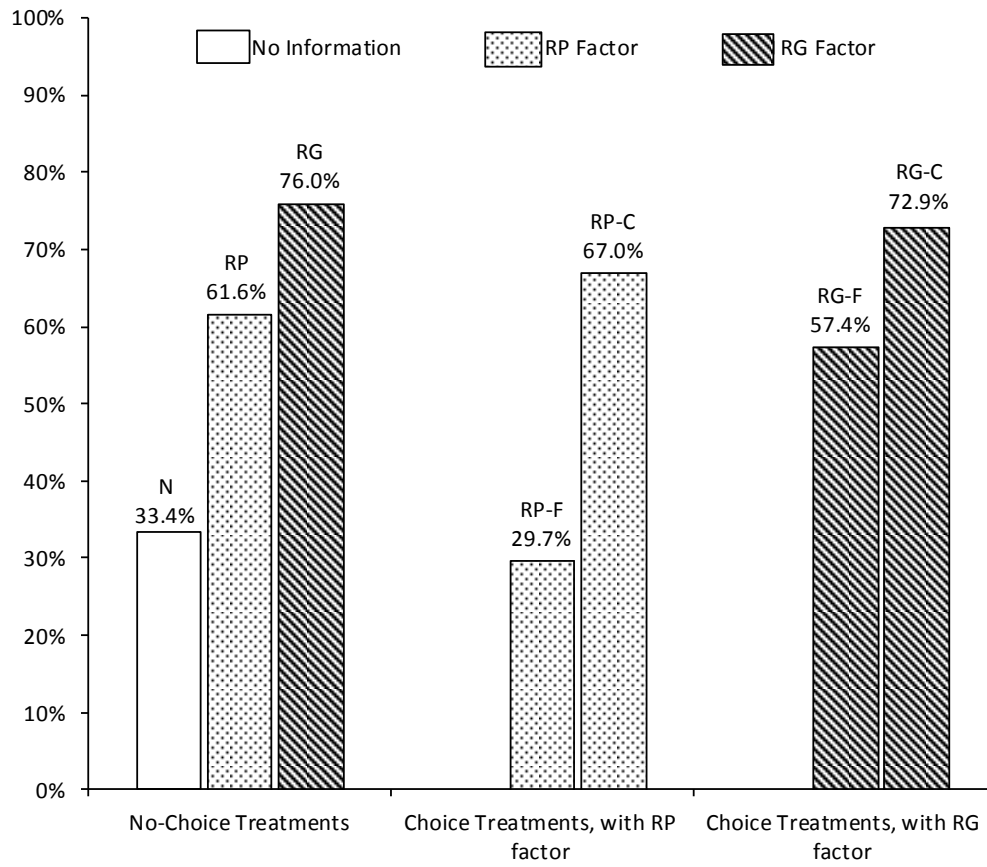 100%
90%
80%
70%
60%
50%
40%
30%
20%
10%
0%
No Information
RP Factor
RG Factor
N
33.4%
RP
61.6%
RG
76.0%
RP-F
29.7%
RP-C
67.0%
RG-F
57.4%
RG-C
72.9%
No-Choice Treatments
Choice Treatments, with RP
factor
Choice Treatments, with RG
factor